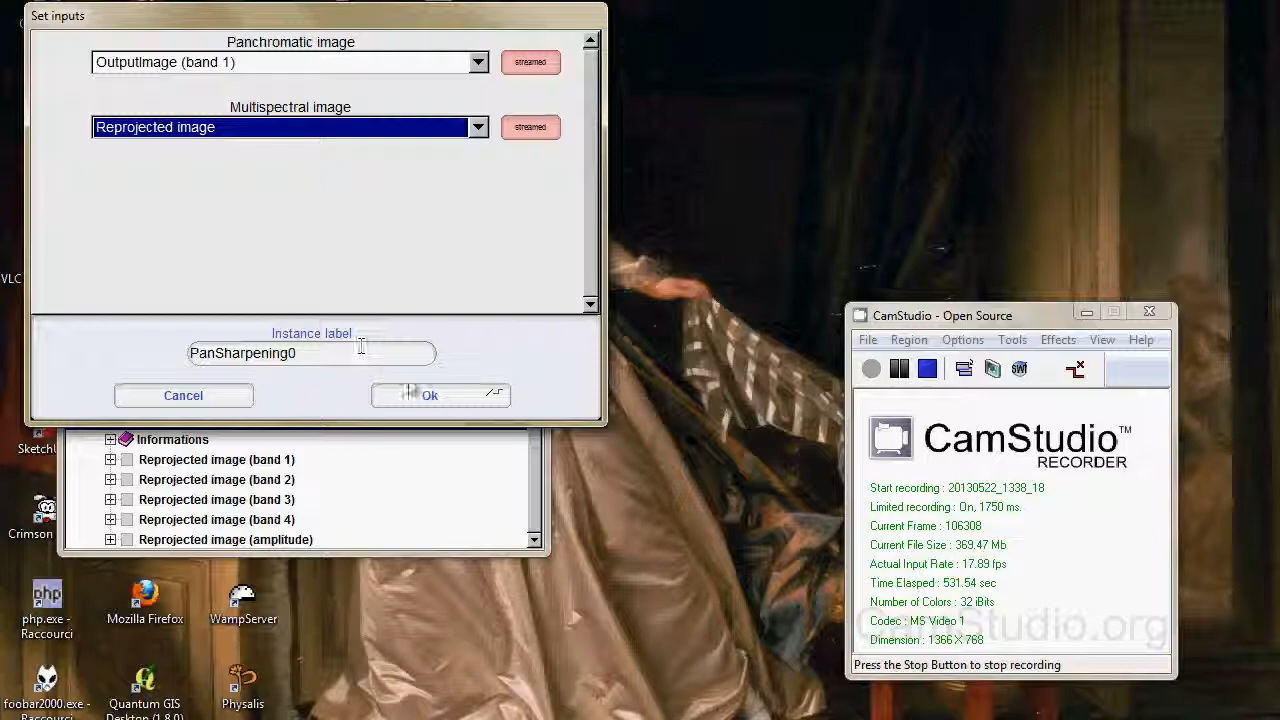 Set inputs
Panchromatic image
OutputImage (band 1)
streamed
Multispectral image
Reprojected image
streamed
Instance label
PanSharpening0
Cancel
Ok
Informations
Reprojected image (band 1)
Reprojected image (band 2)
Reprojected image (band 3)
Reprojected image (band 4)
Reprojected image (amplitude)
VLC
SketchU
Crimson
php
php.exe -
Raccourci
Mozilla Firefox
WampServer
foobar2000.exe -
Raccourci
Quantum GIS
Desktop (1.8.0)
Physalis
CamStudio - Open Source
File Region Options Tools Effects View Help
SWF
CamStudio™
RECORDER
Start recording : 20130522_1338_18
Limited recording : On, 1750 ms.
Current Frame : 106308
Current File Size : 369.47 Mb
Actual Input Rate : 17.89 fps
Time Elasped : 531.54 sec
Number of Colors : 32 iBits
Codec : MS Video 1
Dimension : 1366 X 768
CamStudio.org
Press the Stop Button to stop recording